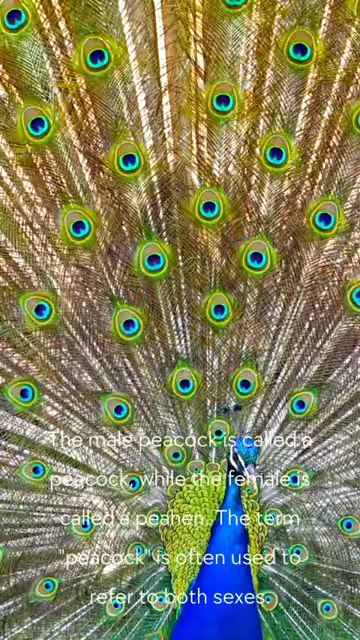 The male peacock is called a
peacock, while the female is
called a peahen. The term
peacock" is often used to
refer to both sexes.